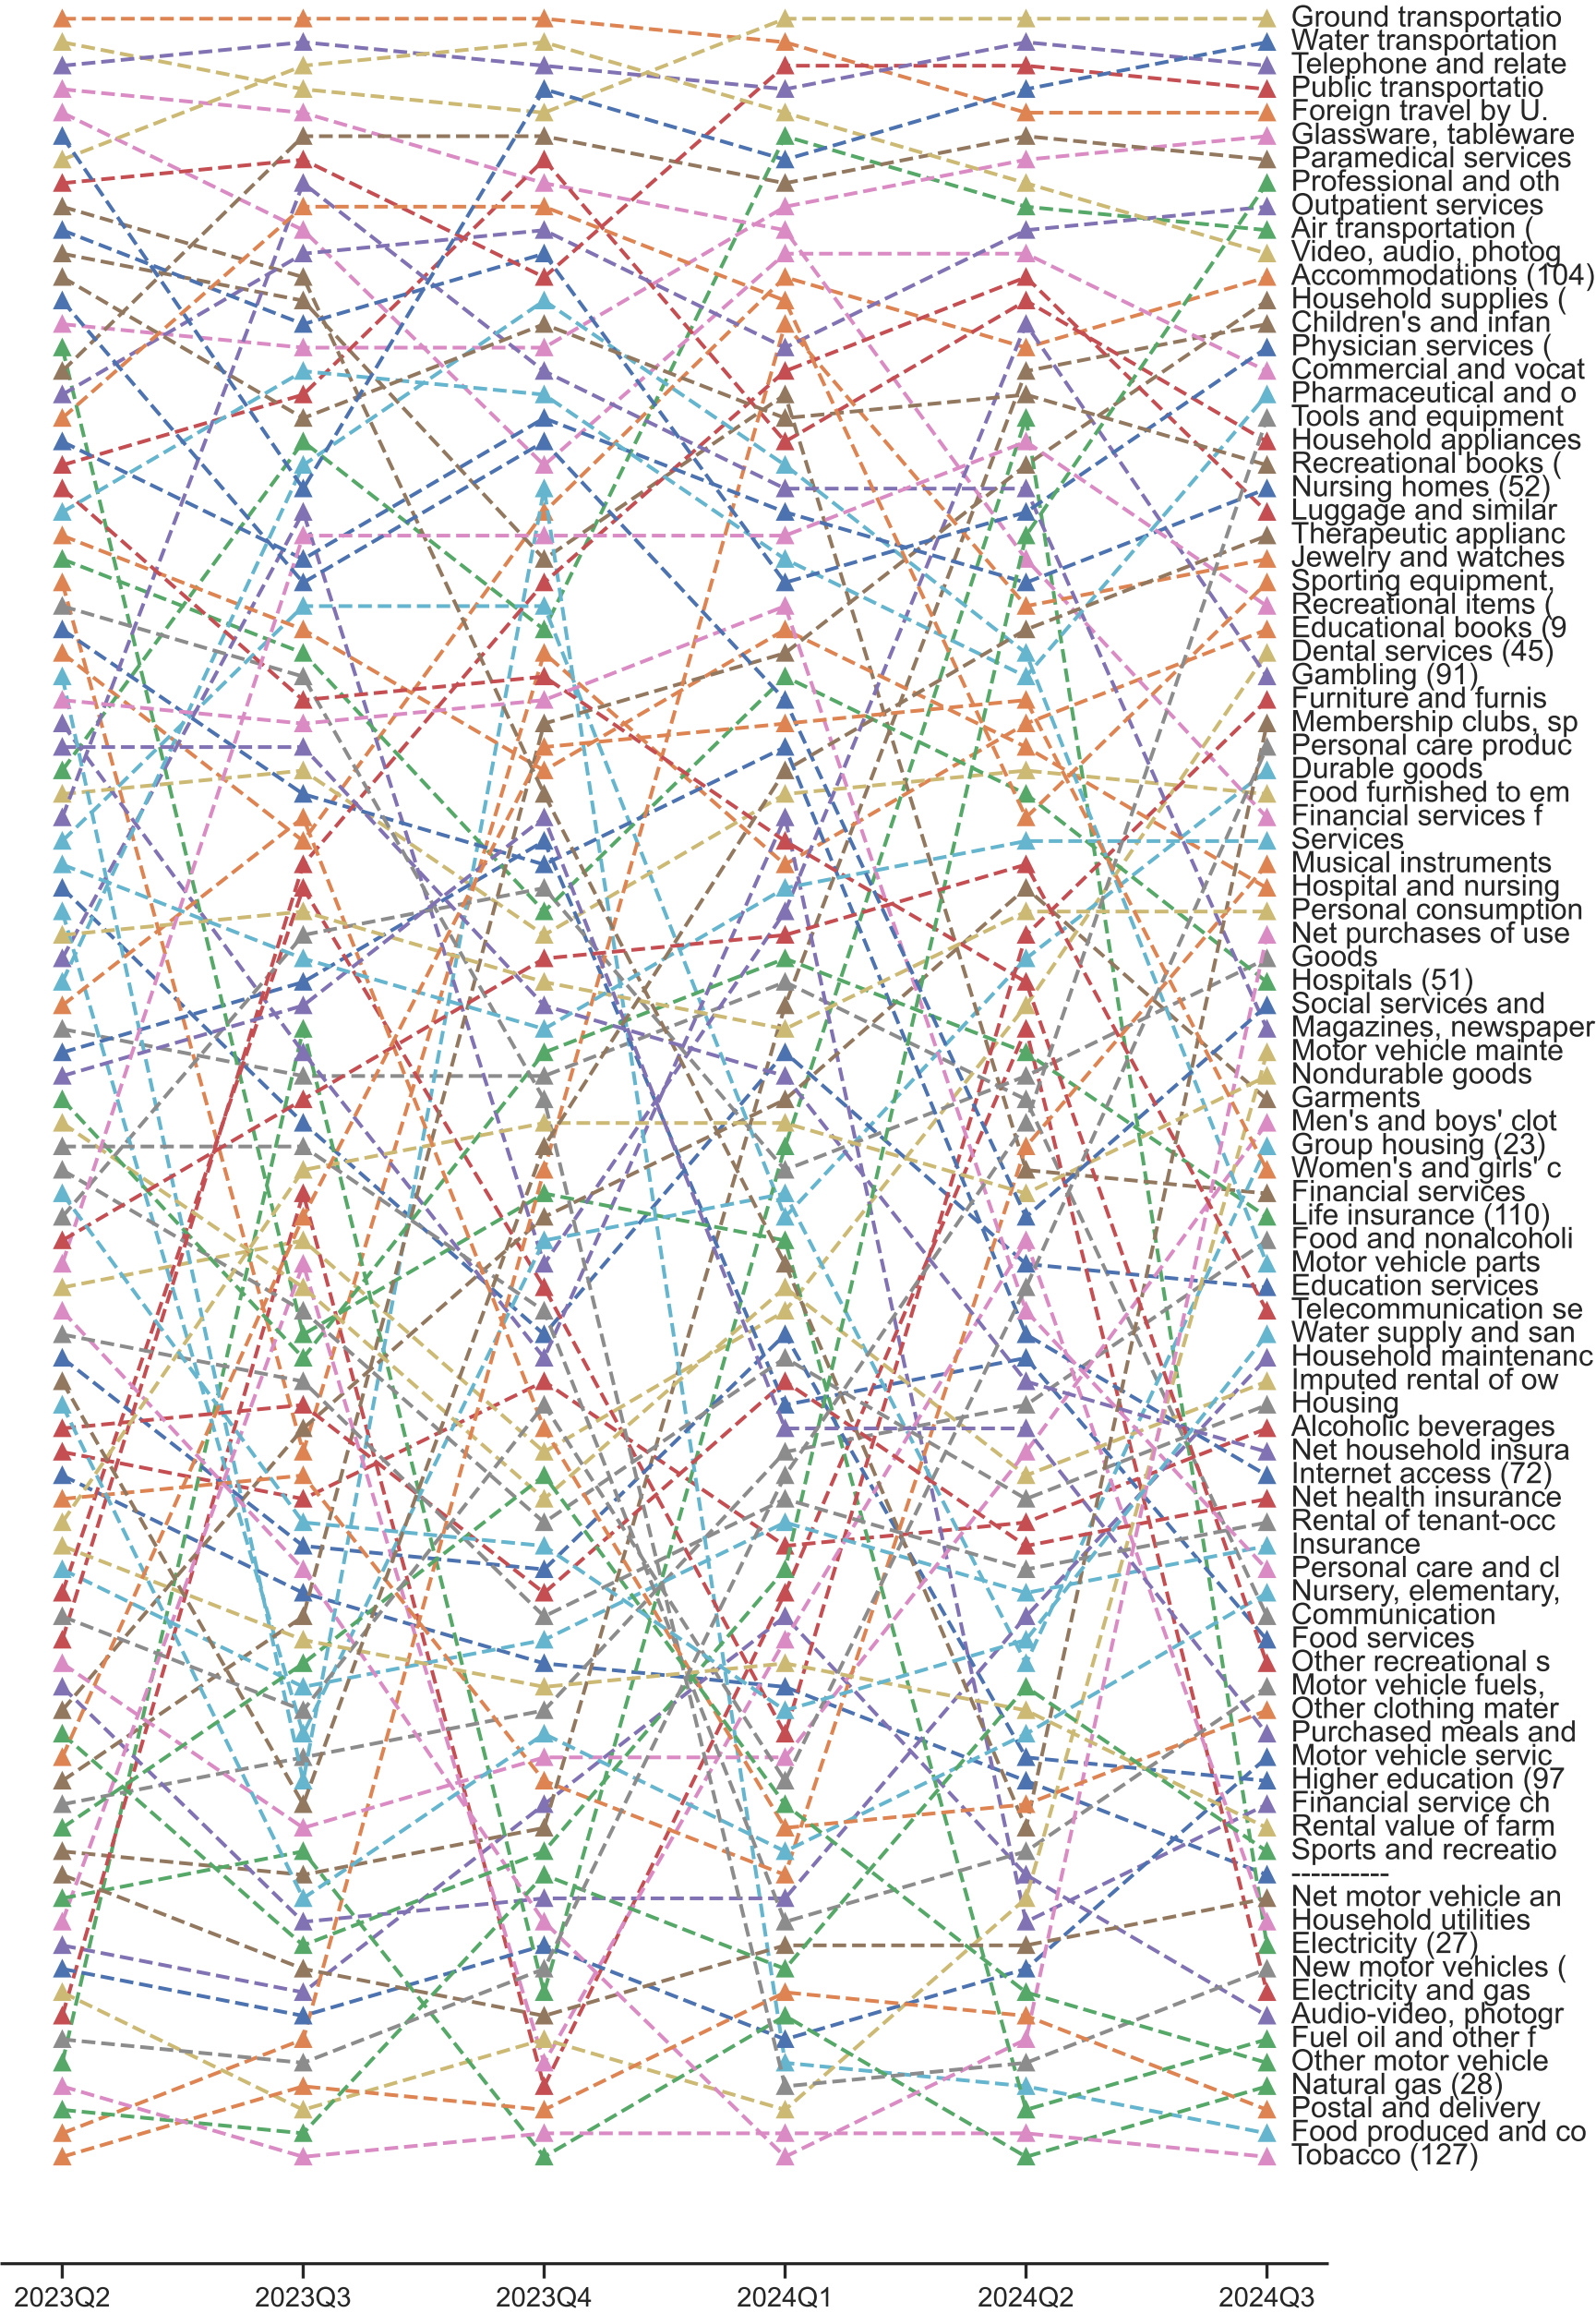 Ground transportatio
Water transportation
Telephone and relate
Public transportatio
Foreign travel by U.
Glassware, tableware
Paramedical services
Professional and oth
Outpatient services
Air transportation (
Video, audio, photog
Accommodations (104)
Household supplies (
Children's and infan
Physician services (
Commercial and vocat
Pharmaceutical and o
Tools and equipment
Household appliances
Recreational books (
Nursing homes (52)
Luggage and similar
Therapeutic applianc
Jewelry and watches
Sporting equipment,
Recreational items (
Educational books (9
Dental services (45)
Gambling (91)
Furniture and furnis
Membership clubs, sp
Personal care produc
Durable goods
Food furnished to em
Financial services f
Services
Musical instruments
Hospital and nursing
Personal consumption
Net purchases of use
Goods
Hospitals (51)
Social services and
Magazines, newspaper
Motor vehicle mainte
Nondurable goods
Garments
Men's and boys' clot
Group housing (23)
Women's and girls' c
Financial services
Life insurance (110)
Food and nonalcoholi
Motor vehicle parts
Education services
Telecommunication se
Water supply and san
Household maintenanc
Imputed rental of ow
Housing
Alcoholic beverages
Net household insura
Internet access (72)
Net health insurance
Rental of tenant-occ
Insurance
Personal care and cl
Nursery, elementary,
Communication
Food services
Other recreational s
Motor vehicle fuels,
Other clothing mater
Purchased meals and
Motor vehicle servic
Higher education (97
Financial service ch
Rental value of farm
Sports and recreatio
----------
Net motor vehicle an
Household utilities
Electricity (27)
New motor vehicles (
Electricity and gas
Audio-video, photogr
Fuel oil and other f
Other motor vehicle
Natural gas (28)
Postal and delivery
Food produced and co
Tobacco (127)
2023Q2 2023Q3 2023Q4 2024Q1 2024Q2 2024Q3